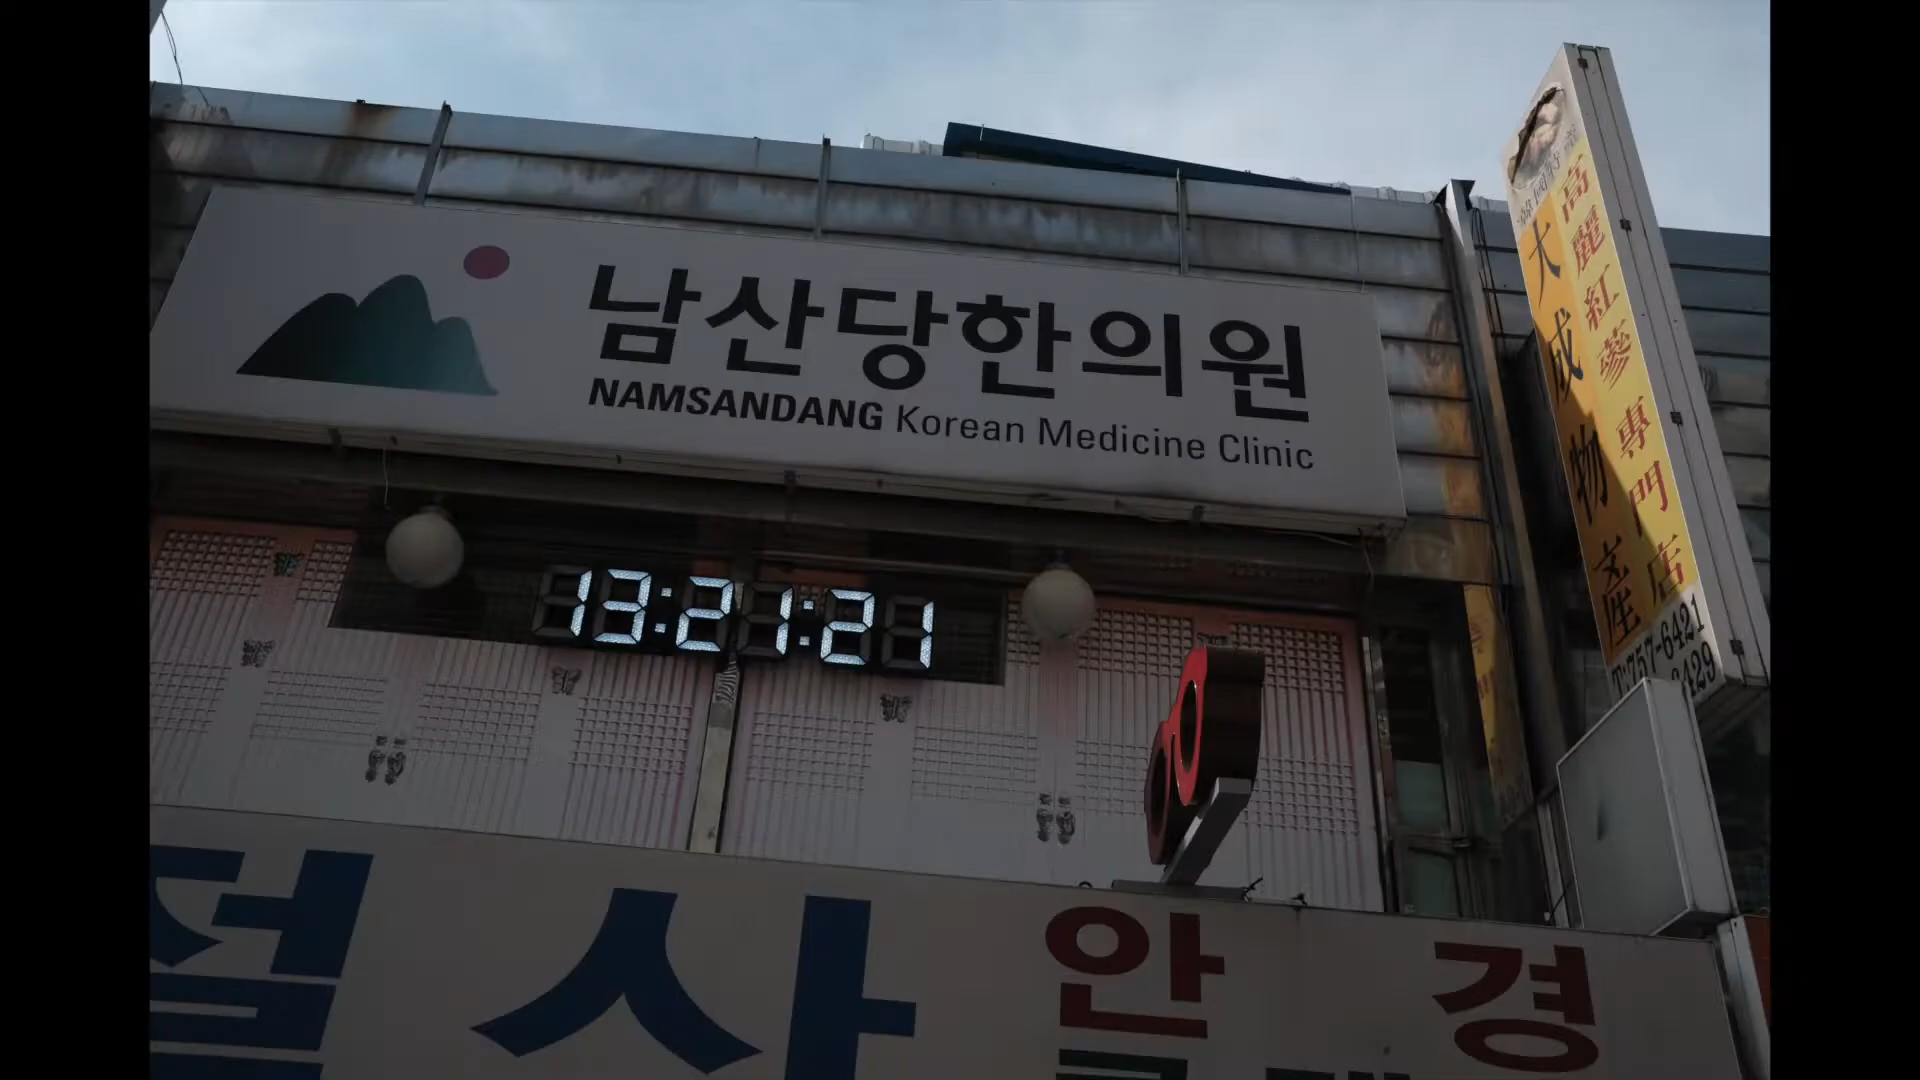 남산당한의원
NAMSANDANG Korean Medicine Clinic
13:21:21
高麗紅蔘 專門店
大成物産
T:757-6421
설사
안경